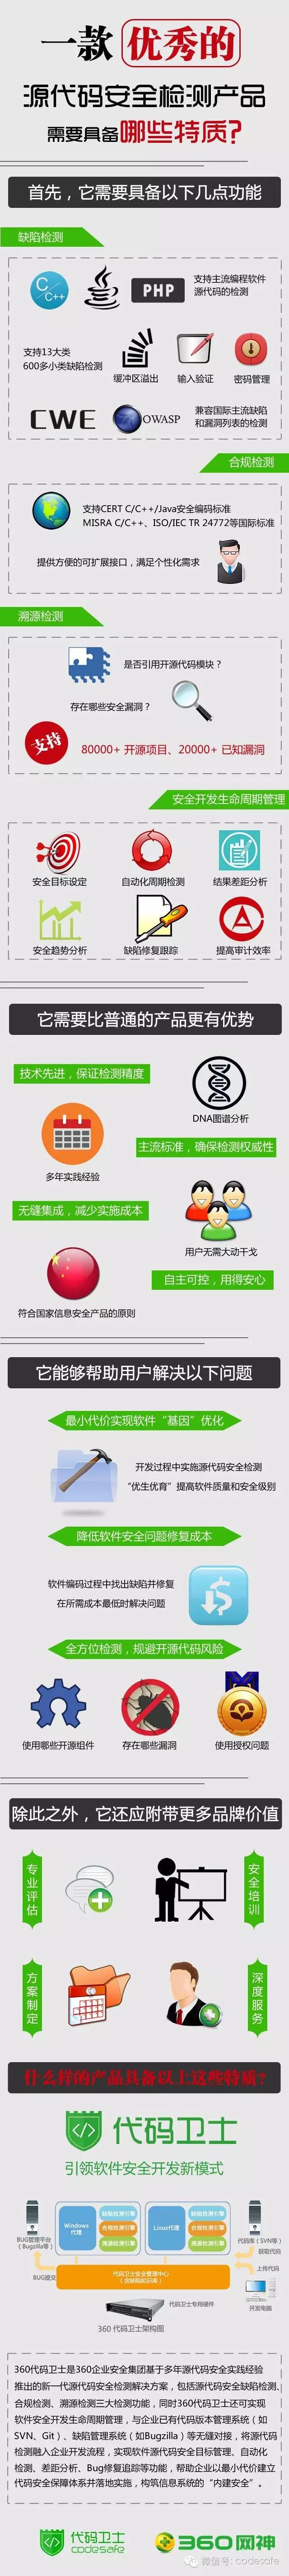 一款 优秀的
源代码安全检测产品
需要具备哪些特质?
首先，它需要具备以下几点功能
缺陷检测
C
C++
Java
PHP
支持主流编程软件
源代码的检测
支持13大类
600多小类缺陷检测
缓冲区溢出
输入验证
密码管理
CWE
OWASP
兼容国际主流缺陷
和漏洞列表的检测
合规检测
支持CERT C/C++/Java安全编码标准
MISRA C/C++、ISO/IEC TR 24772等国际标准
提供方便的可扩展接口，满足个性化需求
溯源检测
是否引用开源代码模块？
存在哪些安全漏洞？
支持
80000+ 开源项目、20000+ 已知漏洞
安全开发生命周期管理
安全目标设定
自动化周期检测
结果差距分析
安全趋势分析
缺陷修复跟踪
提高审计效率
它需要比普通的产品更有优势
技术先进，保证检测精度
DNA图谱分析
多年实践经验
主流标准，确保检测权威性
无缝集成，减少实施成本
用户无需大动干戈
自主可控，用得安心
符合国家信息安全产品的原则
它能够帮助用户解决以下问题
最小代价实现软件“基因”优化
开发过程中实施源代码安全检测
“优生优育”提高软件质量和安全级别
降低软件安全问题修复成本
软件编码过程中找出缺陷并修复
在所需成本最低时解决问题
全方位检测，规避开源代码风险
使用哪些开源组件
存在哪些漏洞
使用授权问题
除此之外，它还应附带更多品牌价值
专业评估
安全培训
方案制定
深度服务
什么样的产品具备以上这些特质?
代码卫士
引领软件安全开发新模式
BUG管理平台
（Bugzilla等）
BUG提交
Windows
代理
缺陷检测引擎
合规检测引擎
溯源检测引擎
Linux代理
缺陷检测引擎
合规检测引擎
溯源检测引擎
代码库（SVN等）
获取代码
上传代码
开发电脑
代码卫士安全管理中心
（含缺陷知识库）
代码卫士专用硬件
360 代码卫士架构图
360代码卫士是360企业安全集团基于多年源代码安全实践经验
推出的新一代源代码安全检测解决方案，包括源代码安全缺陷检测、
合规检测、溯源检测三大检测功能，同时360代码卫士还可实现
软件安全开发生命周期管理，与企业已有代码版本管理系统（如
SVN、Git）、缺陷管理系统（如Bugzilla）等无缝对接，将源代码
检测融入企业开发流程，实现软件源代码安全目标管理、自动化
检测、差距分析、Bug修复追踪等功能，帮助企业以最小代价建立
代码安全保障体系并落地实施，构筑信息系统的“内建安全”。
代码卫士
codesafe
360网神
微信号: codesafe